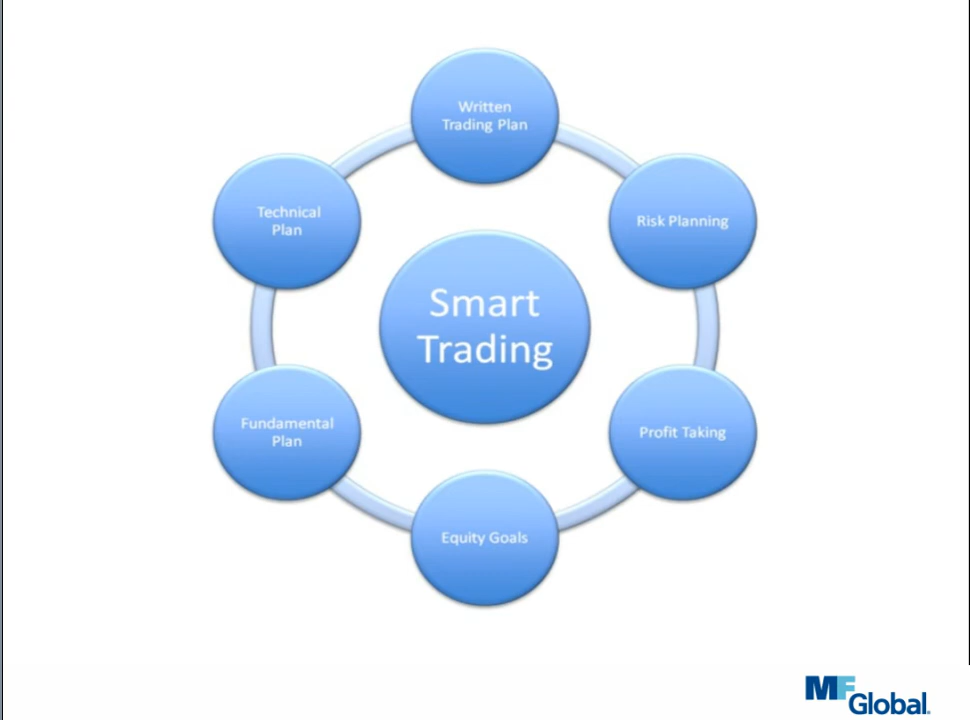 Written
Trading Plan
Technical
Plan
Risk Planning
Smart
Trading
Fundamental
Plan
Profit Taking
Equity Goals
MF
Global.